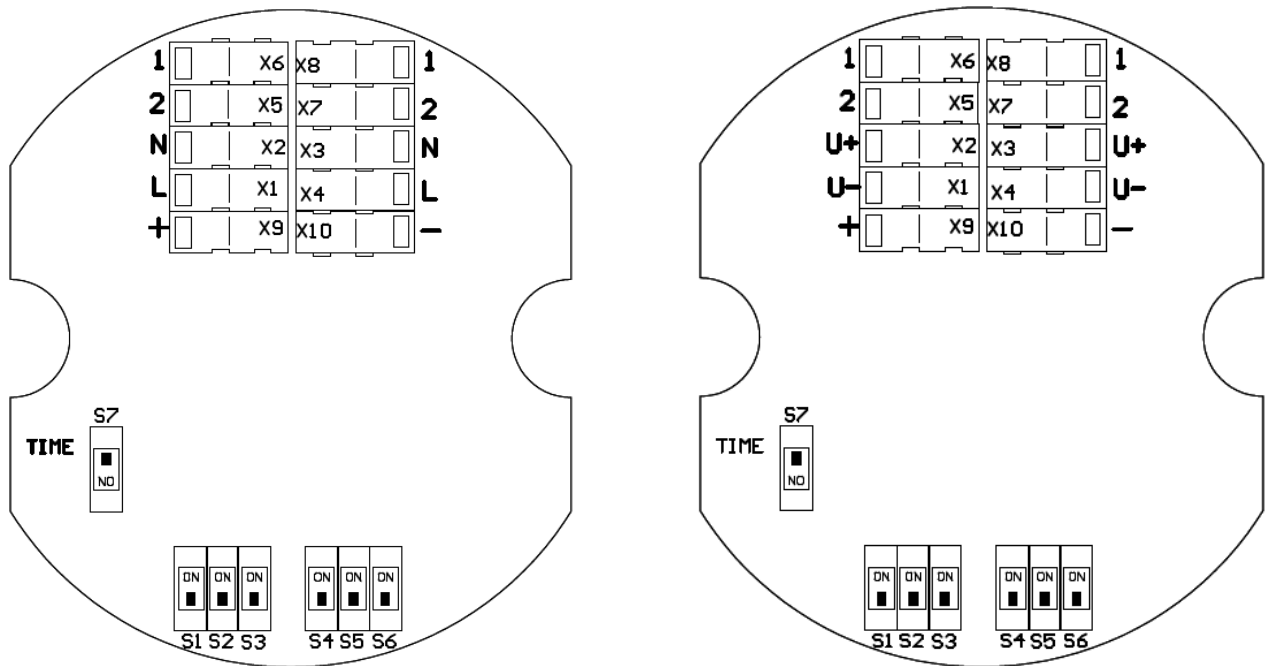 1 X6 X8 1
2 X5 X7 2
N X2 X3 N
L X1 X4 L
+ X9 X10 -
S7
TIME
NO
ON ON ON ON ON ON
S1 S2 S3 S4 S5 S6
1 X6 X8 1
2 X5 X7 2
U+ X2 X3 U+
U- X1 X4 U-
+ X9 X10 -
S7
TIME
NO
ON ON ON ON ON ON
S1 S2 S3 S4 S5 S6